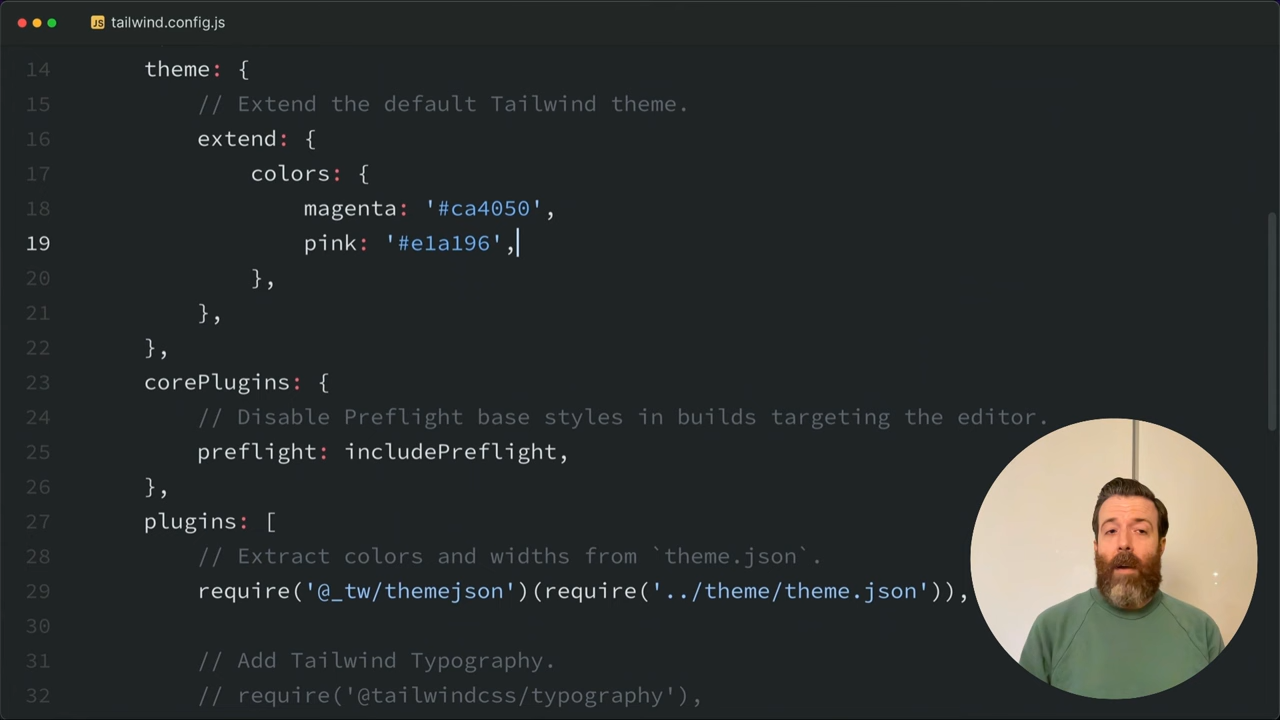 JS tailwind.config.js
14 theme: {
15 // Extend the default Tailwind theme.
16 extend: {
17 colors: {
18 magenta: '#ca4050',
19 pink: '#e1a196',
20 },
21 },
22 },
23 corePlugins: {
24 // Disable Preflight base styles in builds targeting the editor.
25 preflight: includePreflight,
26 },
27 plugins: [
28 // Extract colors and widths from `theme.json`.
29 require('@_tw/themejson')(require('../theme/theme.json')),
30
31 // Add Tailwind Typography.
32 // require('@tailwindcss/typography'),